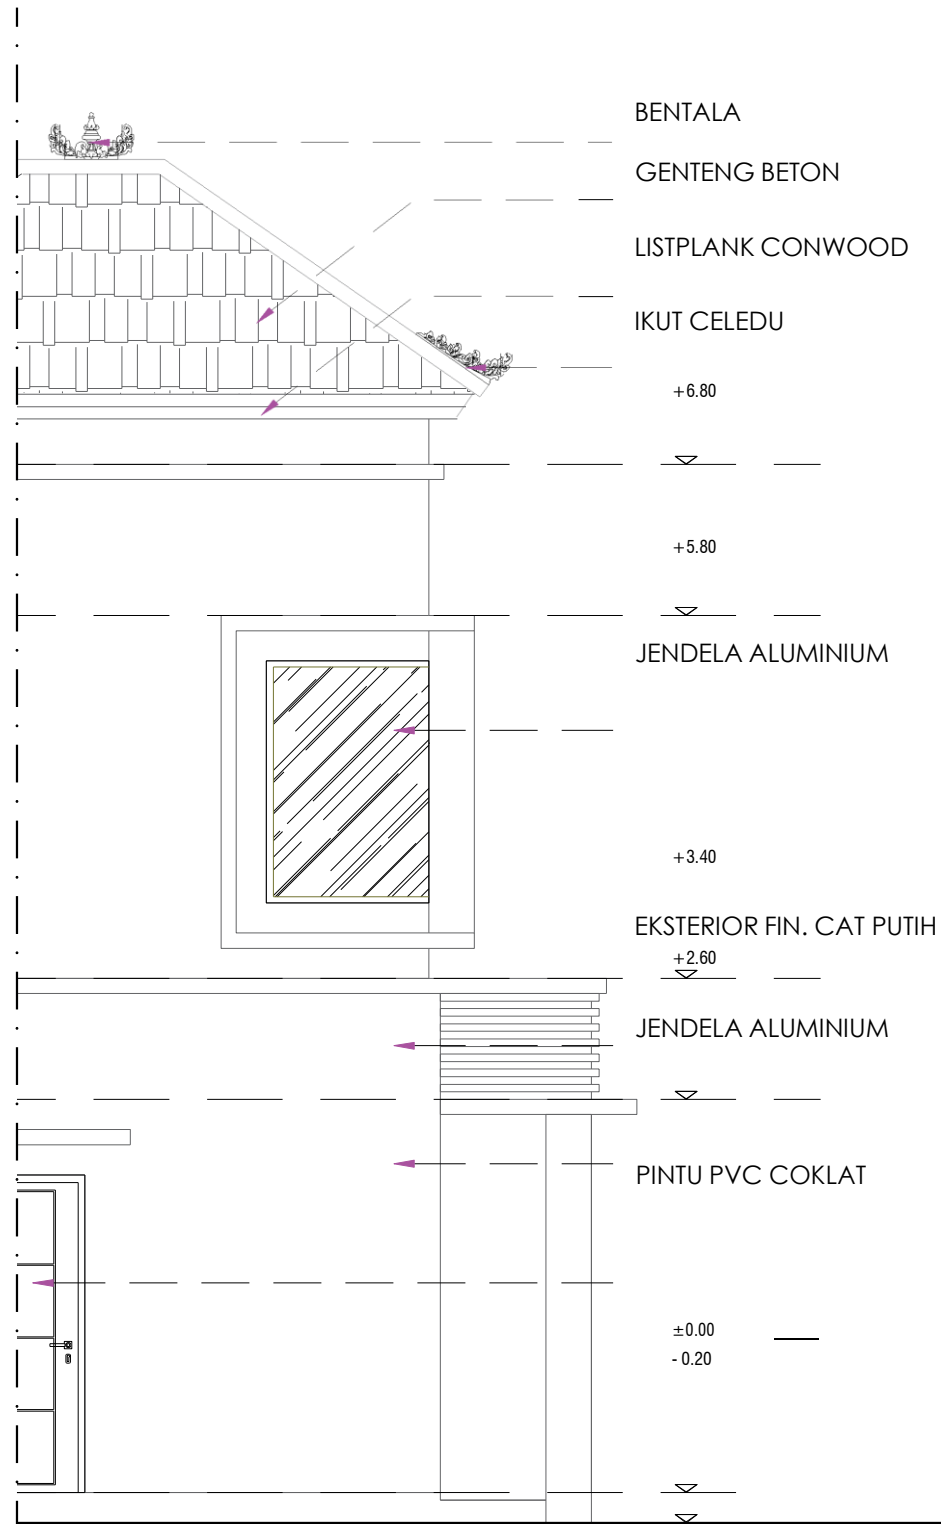 BENTALA
GENTENG BETON
LISTPLANK CONWOOD
IKUT CELEDU
+6.80
+5.80
JENDELA ALUMINIUM
+3.40
EKSTERIOR FIN. CAT PUTIH
+2.60
JENDELA ALUMINIUM
PINTU PVC COKLAT
±0.00
- 0.20